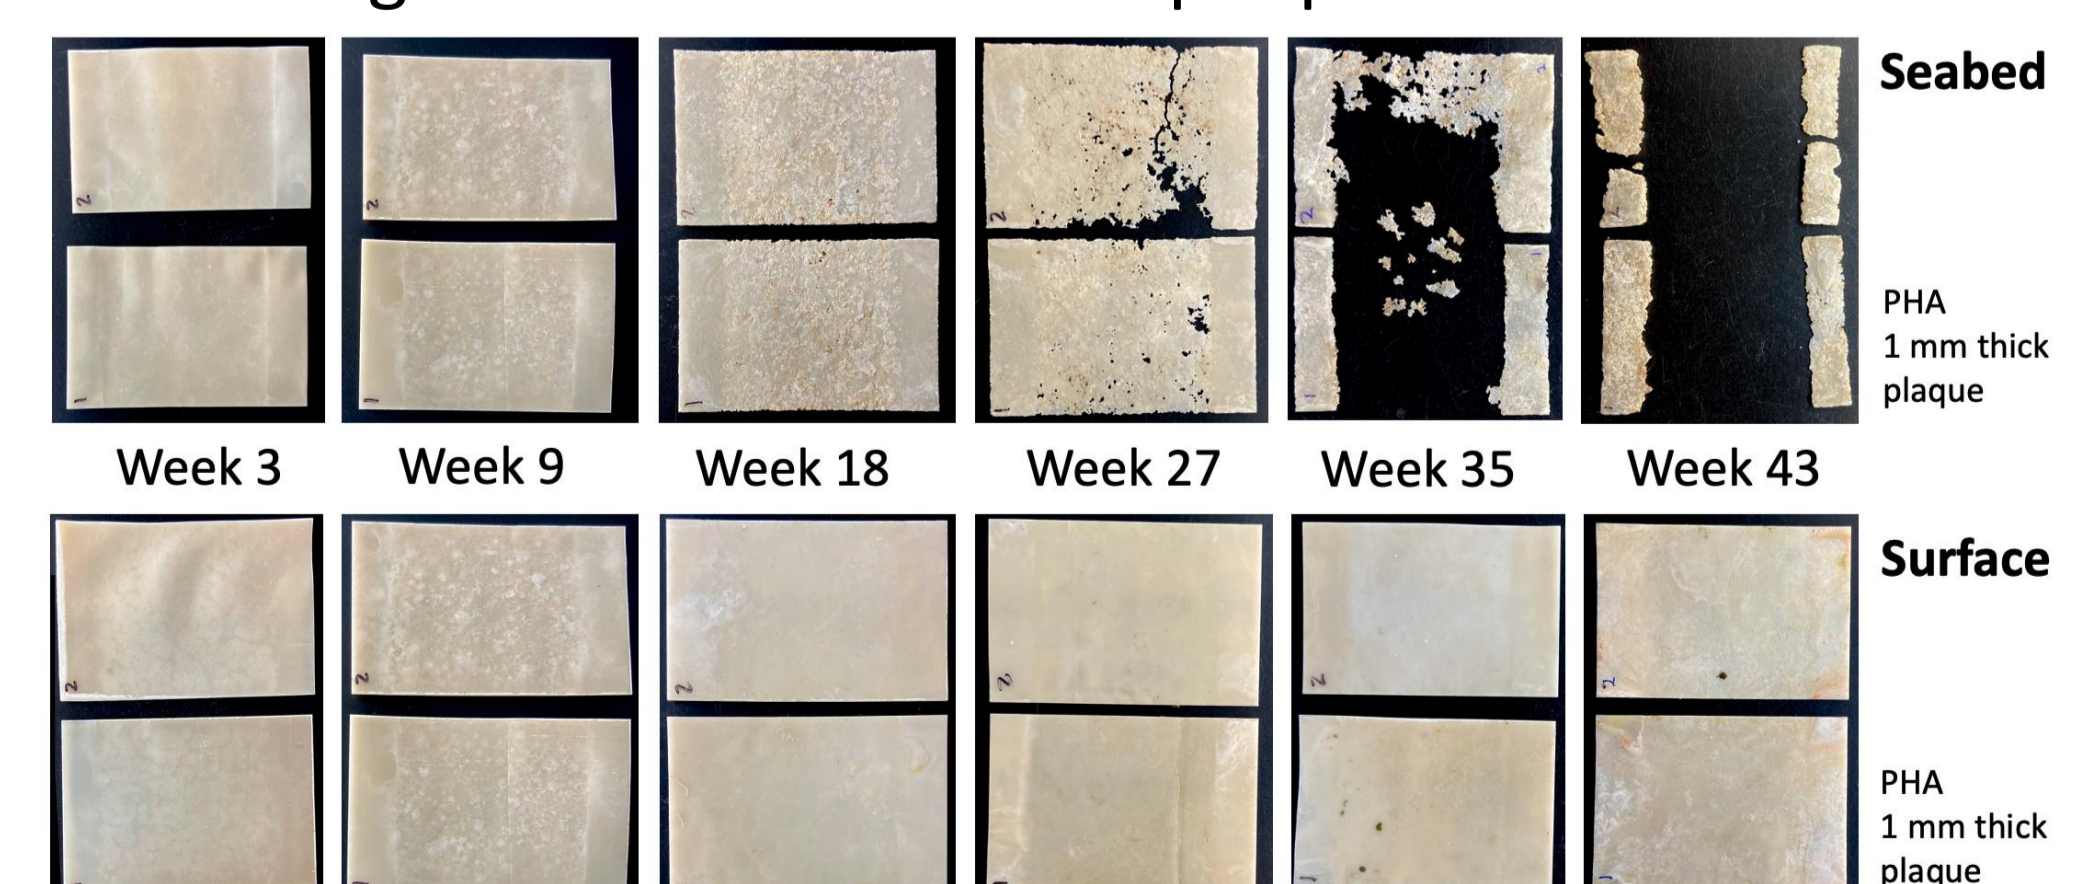 Seabed
PHA
1 mm thick
plaque
Week 3 Week 9 Week 18 Week 27 Week 35 Week 43
Surface
PHA
1 mm thick
plaque